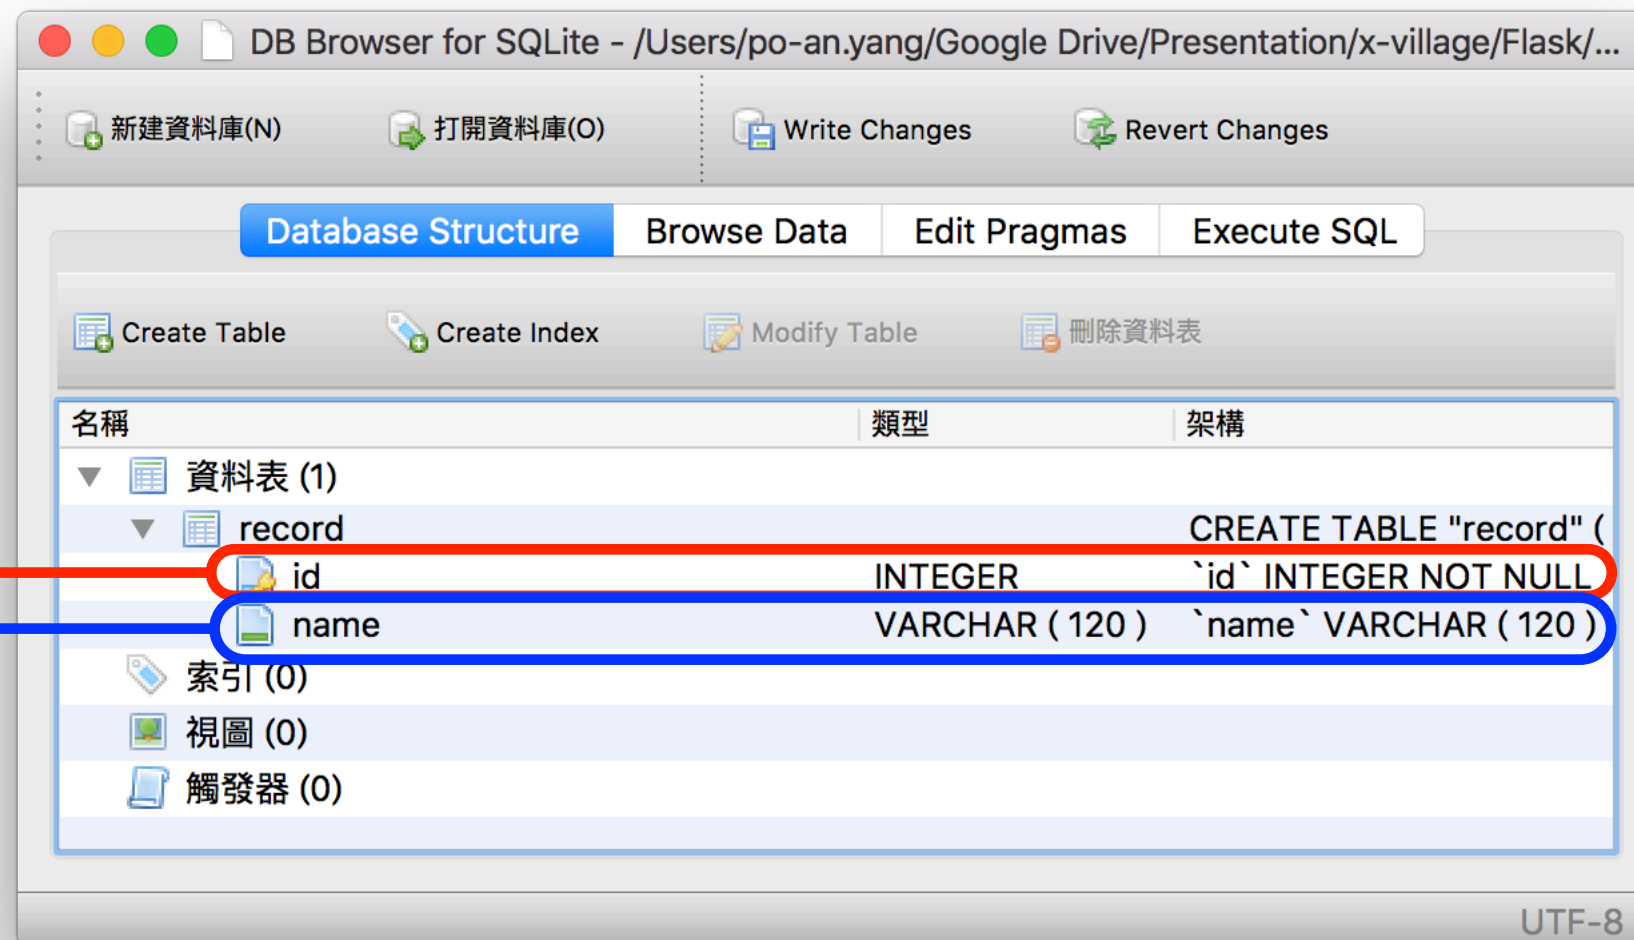 DB Browser for SQLite - /Users/po-an.yang/Google Drive/Presentation/x-village/Flask/...
新建資料庫(N) 打開資料庫(O) Write Changes Revert Changes
Database Structure Browse Data Edit Pragmas Execute SQL
Create Table Create Index Modify Table 刪除資料表
名稱 類型 架構
資料表 (1)
record CREATE TABLE "record" (
id INTEGER `id` INTEGER NOT NULL
name VARCHAR ( 120 ) `name` VARCHAR ( 120 )
索引 (0)
視圖 (0)
觸發器 (0)
UTF-8